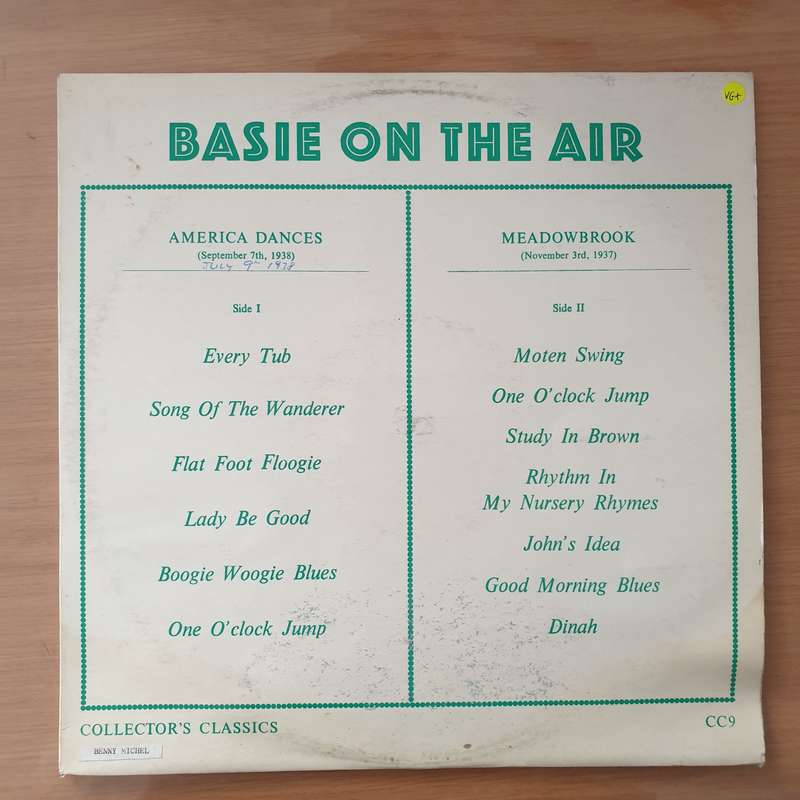 VG+
BASIE ON THE AIR
AMERICA DANCES
(September 7th, 1938)
JULY 9TH 1938
Side I
Every Tub
Song Of The Wanderer
Flat Foot Floogie
Lady Be Good
Boogie Woogie Blues
One O'clock Jump
MEADOWBROOK
(November 3rd, 1937)
Side II
Moten Swing
One O'clock Jump
Study In Brown
Rhythm In
My Nursery Rhymes
John's Idea
Good Morning Blues
Dinah
COLLECTOR'S CLASSICS
CC9
BENNY MICHEL